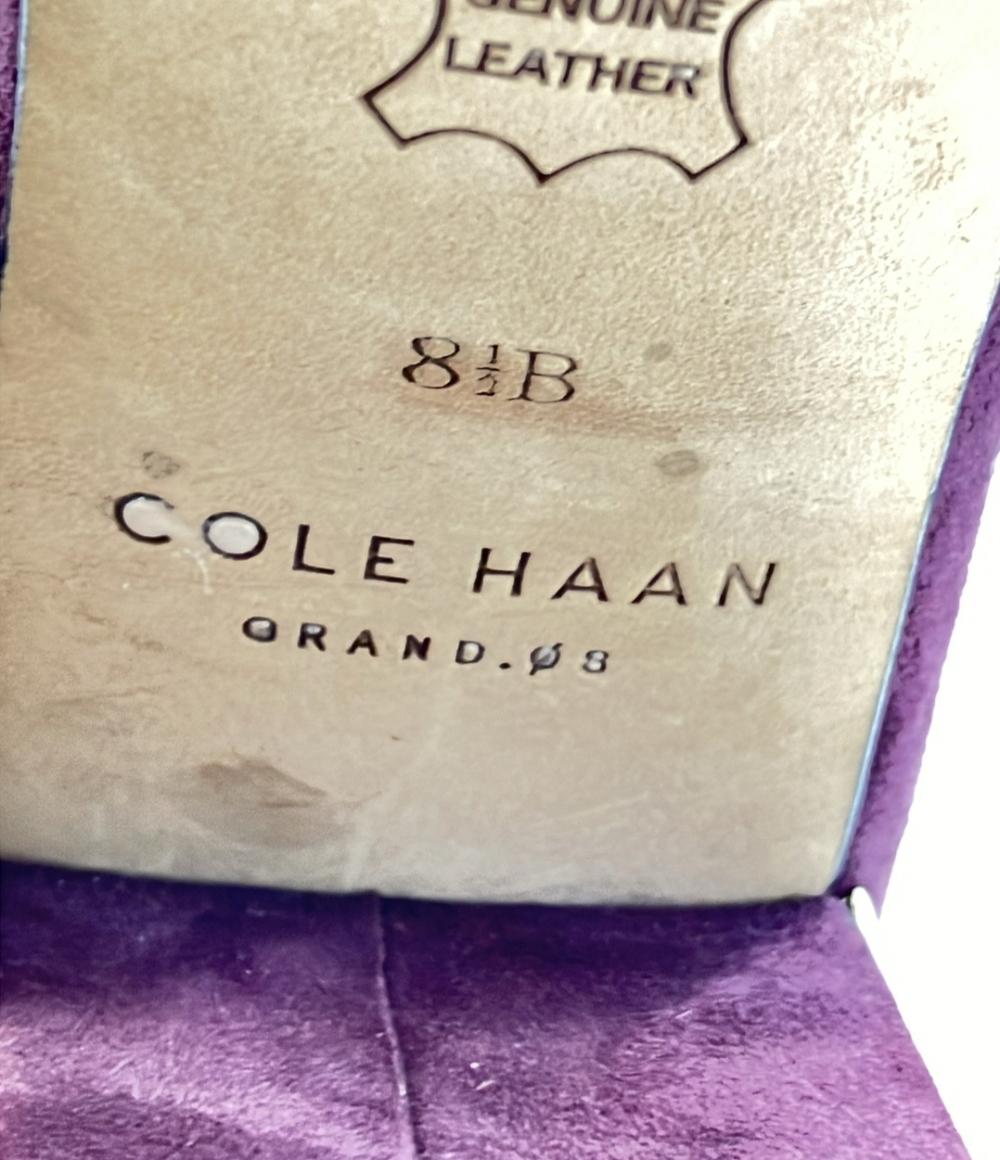 GENUINE
LEATHER
8½B
COLE HAAN
GRAND.Ø8